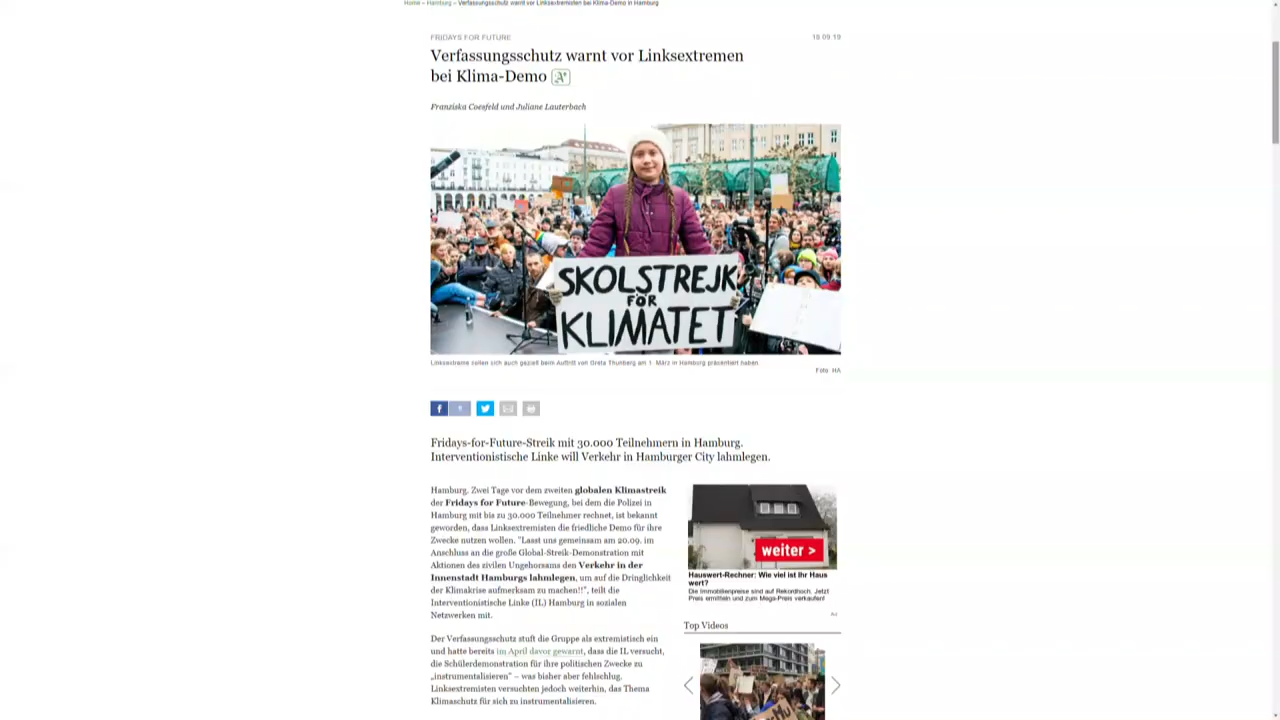 Home – Hamburg – Verfassungsschutz warnt vor Linksextremisten bei Klima-Demo in Hamburg
FRIDAYS FOR FUTURE
19.09.19
Verfassungsschutz warnt vor Linksextremen
bei Klima-Demo A+
Franziska Coesfeld und Juliane Lauterbach
SKOLSTREJK
FÖR
KLIMATET
Linksextreme sollen sich auch gezielt beim Auftritt von Greta Thunberg am 1. März in Hamburg präsentiert haben.
Foto: HA
Fridays-for-Future-Streik mit 30.000 Teilnehmern in Hamburg.
Interventionistische Linke will Verkehr in Hamburger City lahmlegen.
Hamburg. Zwei Tage vor dem zweiten globalen Klimastreik
der Fridays for Future-Bewegung, bei dem die Polizei in
Hamburg mit bis zu 30.000 Teilnehmer rechnet, ist bekannt
geworden, dass Linksextremisten die friedliche Demo für ihre
Zwecke nutzen wollen. "Lasst uns gemeinsam am 20.09. im
Anschluss an die große Global-Streik-Demonstration mit
Aktionen des zivilen Ungehorsams den Verkehr in der
Innenstadt Hamburgs lahmlegen, um auf die Dringlichkeit
der Klimakrise aufmerksam zu machen!!", teilt die
Interventionistische Linke (IL) Hamburg in sozialen
Netzwerken mit.
Der Verfassungsschutz stuft die Gruppe als extremistisch ein
und hatte bereits im April davor gewarnt, dass die IL versucht,
die Schülerdemonstration für ihre politischen Zwecke zu
„instrumentalisieren“ – was bisher aber fehlschlug.
Linksextremisten versuchten jedoch weiterhin, das Thema
Klimaschutz für sich zu instrumentalisieren.
weiter >
Hauswert-Rechner: Wie viel ist Ihr Haus
wert?
Die Immobilienpreise sind auf Rekordhoch. Jetzt
Preis ermitteln und zum Mega-Preis verkaufen!
Ad
Top Videos